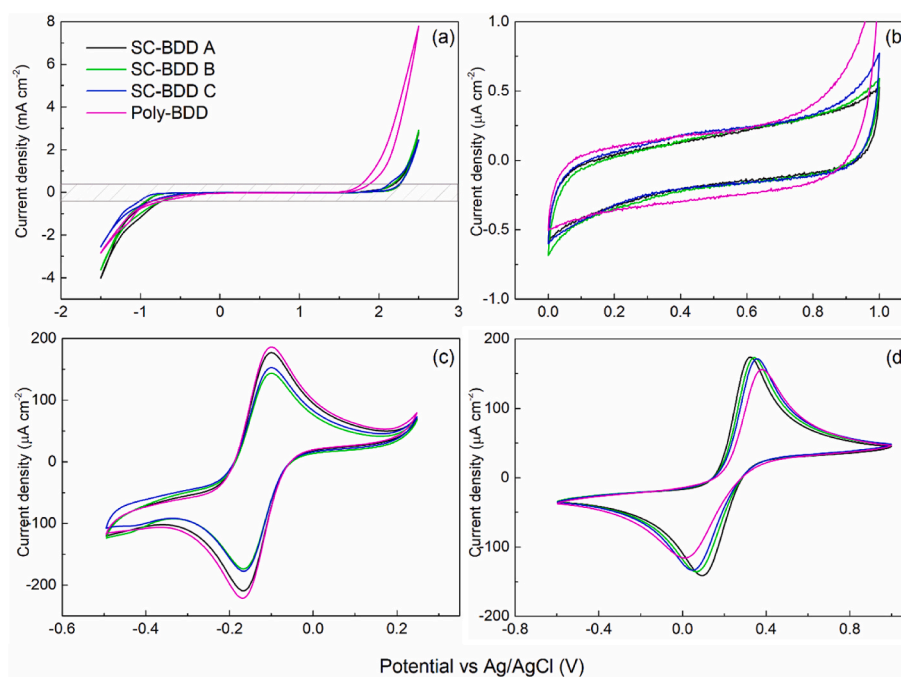 Current density (mA cm⁻²)
8
6
4
2
0
-2
-4
SC-BDD A
SC-BDD B
SC-BDD C
Poly-BDD
(a)
-2 -1 0 1 2 3
Current density (µA cm⁻²)
1.0
0.5
0.0
-0.5
-1.0
(b)
0.0 0.2 0.4 0.6 0.8 1.0
Current density (µA cm⁻²)
200
100
0
100
-200
(c)
-0.6 -0.4 -0.2 0.0 0.2
Current density (µA cm⁻²)
200
100
0
-100
-200
(d
-0.8 -0.4 0.0 0.4 0.8
Potential vs Ag/AgCl (V)